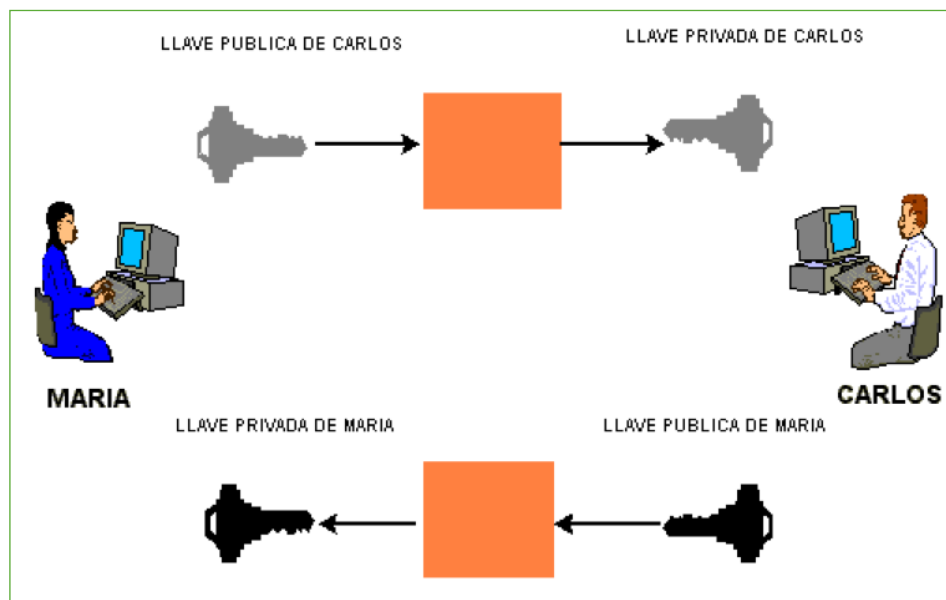 LLAVE PUBLICA DE CARLOS
LLAVE PRIVADA DE CARLOS
MARIA
CARLOS
LLAVE PRIVADA DE MARIA
LLAVE PUBLICA DE MARIA